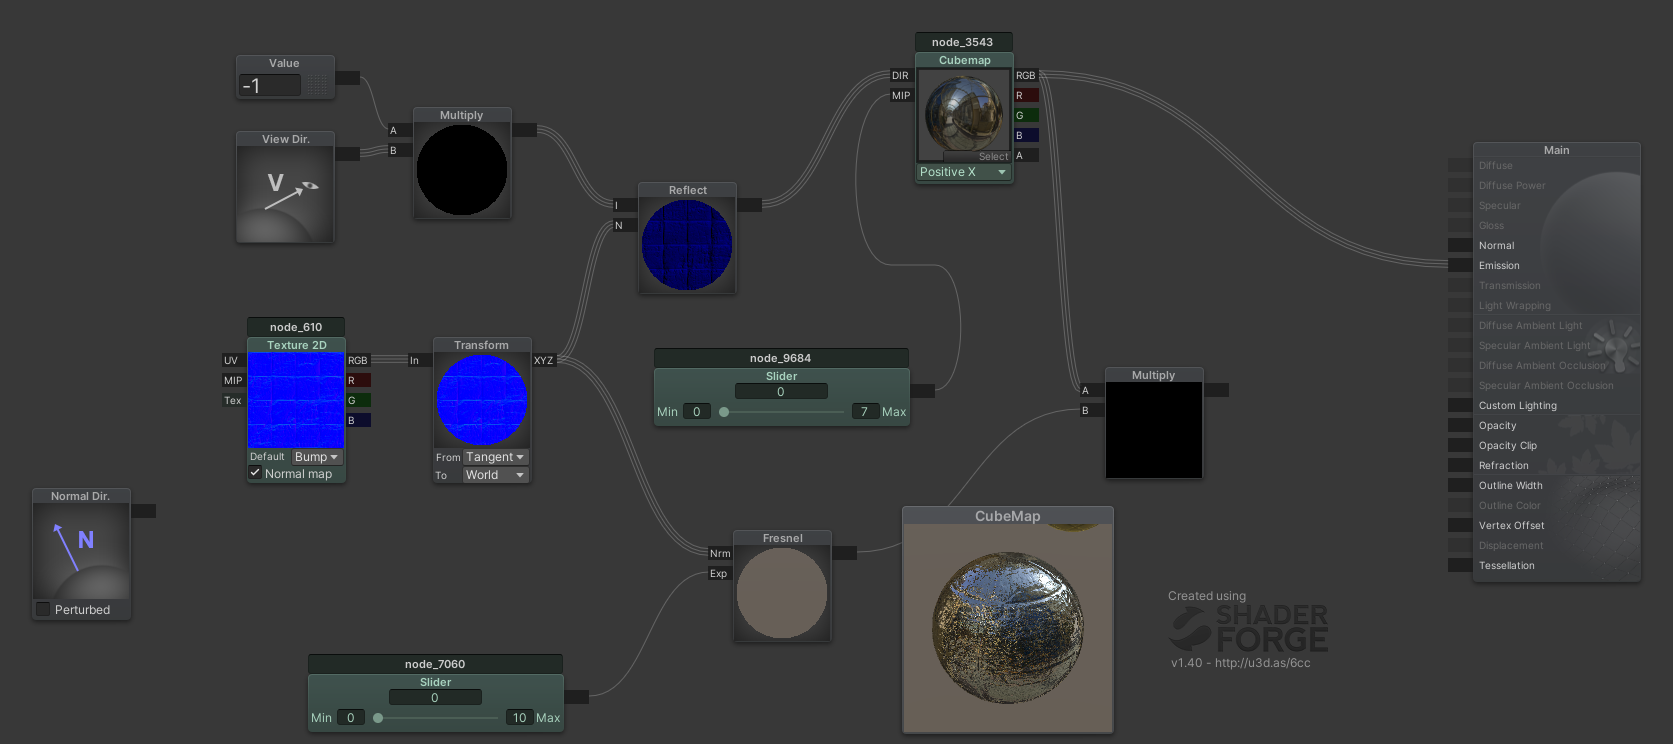 Value
-1
View Dir.
V
Multiply
A
B
Reflect
I
N
node_3543
Cubemap
DIR
MIP
RGB
R
G
B
A
Select
Positive X
node_610
Texture 2D
UV
MIP
Tex
RGB
R
G
B
Default Bump
Normal map
Transform
In
XYZ
From Tangent
To World
node_9684
Slider
0
Min 0 7 Max
Multiply
A
B
Normal Dir.
N
Perturbed
Fresnel
Nrm
Exp
node_7060
Slider
0
Min 0 10 Max
CubeMap
Created using
SHADER
FORGE
v1.40 - http://u3d.as/6cc
Main
Diffuse
Diffuse Power
Specular
Gloss
Normal
Emission
Transmission
Light Wrapping
Diffuse Ambient Light
Specular Ambient Light
Diffuse Ambient Occlusion
Specular Ambient Occlusion
Custom Lighting
Opacity
Opacity Clip
Refraction
Outline Width
Outline Color
Vertex Offset
Displacement
Tessellation